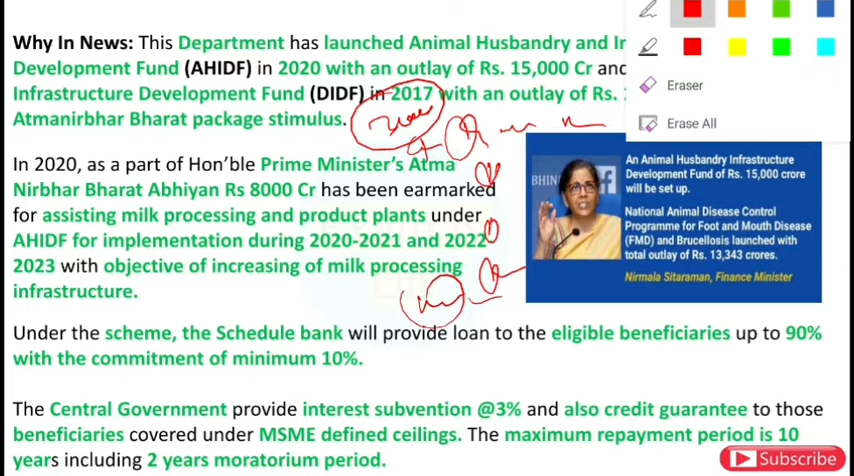 Why In News: This Department has launched Animal Husbandry and In
Development Fund (AHIDF) in 2020 with an outlay of Rs. 15,000 Cr and
Infrastructure Development Fund (DIDF) in 2017 with an outlay of Rs.
Atmanirbhar Bharat package stimulus.
In 2020, as a part of Hon'ble Prime Minister's Atma
Nirbhar Bharat Abhiyan Rs 8000 Cr has been earmarked
for assisting milk processing and product plants under
AHIDF for implementation during 2020-2021 and 2022
2023 with objective of increasing of milk processing
infrastructure.
Under the scheme, the Schedule bank will provide loan to the eligible beneficiaries up to 90%
with the commitment of minimum 10%.
The Central Government provide interest subvention @3% and also credit guarantee to those
beneficiaries covered under MSME defined ceilings. The maximum repayment period is 10
years including 2 years moratorium period.
An Animal Husbandry Infrastructure
Development Fund of Rs. 15,000 crore
will be set up.
National Animal Disease Control
Programme for Foot and Mouth Disease
(FMD) and Brucellosis launched with
total outlay of Rs. 13,343 crores.
Nirmala Sitaraman, Finance Minister
BHIN
Eraser
Erase All
Subscribe